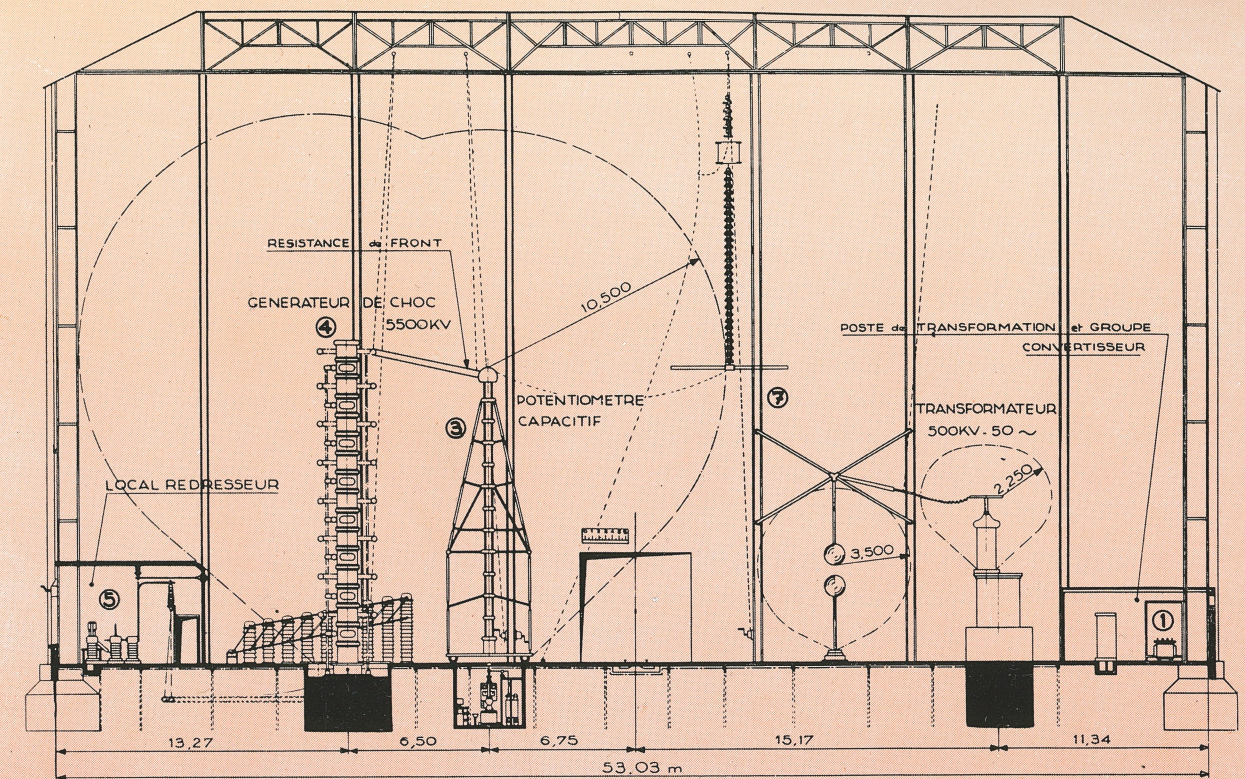 RESISTANCE de FRONT
GENERATEUR DE CHOC
5500KV
④
10,500
POSTE de TRANSFORMATION et GROUPE
CONVERTISSEUR
POTENTIOMETRE
CAPACITIF
③
⑦
TRANSFORMATEUR
500KV-50 ~
2,250
LOCAL REDRESSEUR
3,500
⑤
①
13,27
6,50
6,75
15,17
11,34
53,03 m